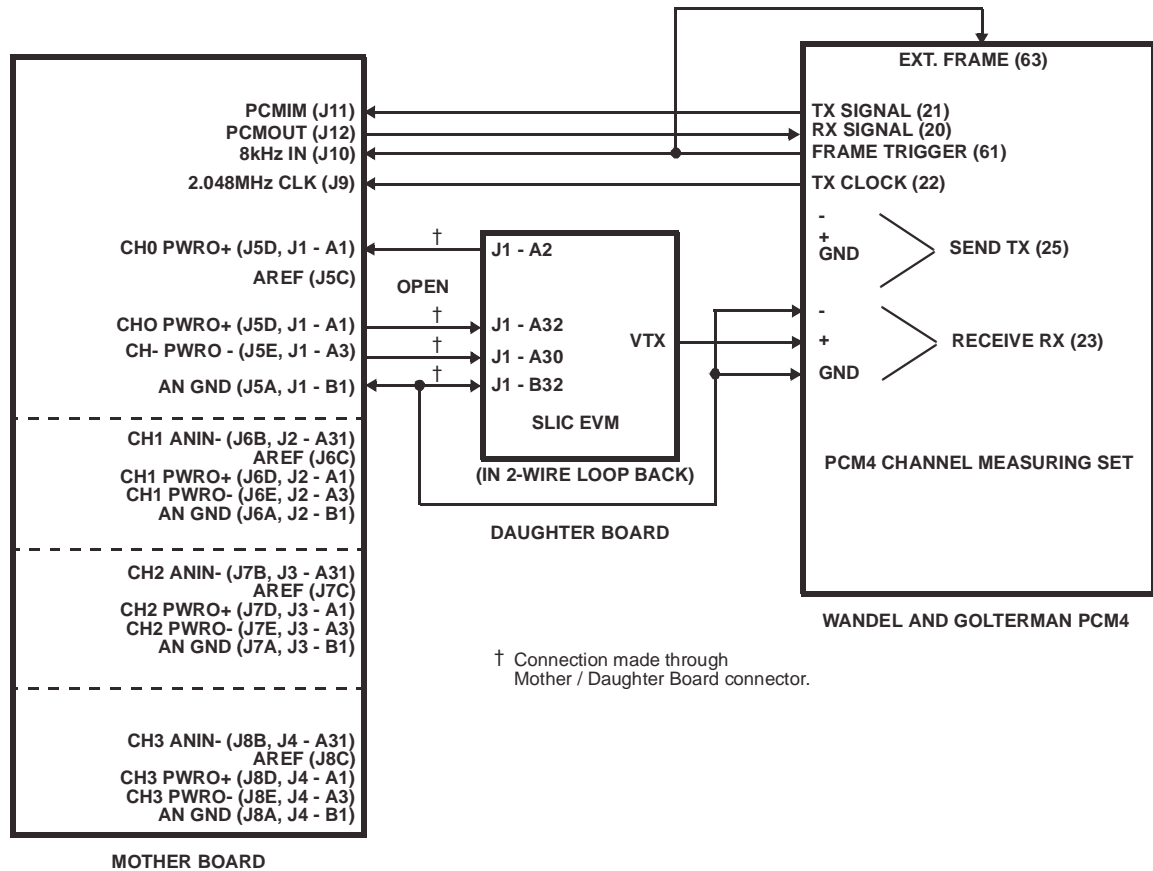 EXT. FRAME (63)
PCMIM (J11)
PCMOUT (J12)
8kHz IN (J10)
2.048MHz CLK (J9)
TX SIGNAL (21)
RX SIGNAL (20)
FRAME TRIGGER (61)
TX CLOCK (22)
-
+
GND
SEND TX (25)
CH0 PWRO+ (J5D, J1 - A1)
†
J1 - A2
AREF (J5C)
OPEN
CHO PWRO+ (J5D, J1 - A1)
†
J1 - A32
CH- PWRO - (J5E, J1 - A3)
†
J1 - A30
AN GND (J5A, J1 - B1)
†
J1 - B32
VTX
SLIC EVM
(IN 2-WIRE LOOP BACK)
DAUGHTER BOARD
-
+
GND
RECEIVE RX (23)
PCM4 CHANNEL MEASURING SET
WANDEL AND GOLTERMAN PCM4
CH1 ANIN- (J6B, J2 - A31)
AREF (J6C)
CH1 PWRO+ (J6D, J2 - A1)
CH1 PWRO- (J6E, J2 - A3)
AN GND (J6A, J2 - B1)
CH2 ANIN- (J7B, J3 - A31)
AREF (J7C)
CH2 PWRO+ (J7D, J3 - A1)
CH2 PWRO- (J7E, J3 - A3)
AN GND (J7A, J3 - B1)
† Connection made through
Mother / Daughter Board connector.
CH3 ANIN- (J8B, J4 - A31)
AREF (J8C)
CH3 PWRO+ (J8D, J4 - A1)
CH3 PWRO- (J8E, J4 - A3)
AN GND (J8A, J4 - B1)
MOTHER BOARD